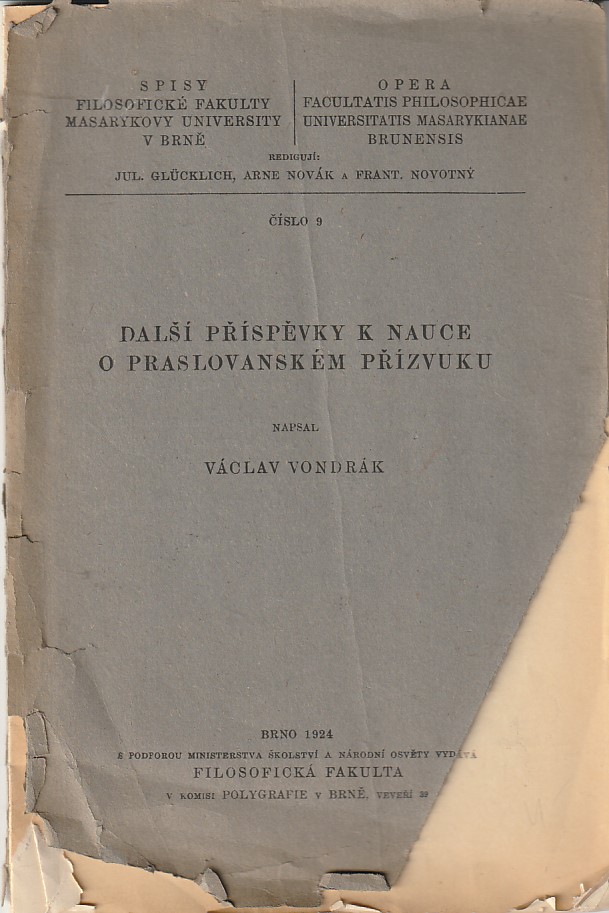 SPISY
FILOSOFICKÉ FAKULTY
MASARYKOVY UNIVERSITY
V BRNĚ
OPERA
FACULTATIS PHILOSOPHICAE
UNIVERSITATIS MASARYKIANAE
BRUNENSIS
REDIGUJÍ:
JUL. GLÜCKLICH, ARNE NOVÁK A FRANT. NOVOTNÝ
ČÍSLO 9
DALŠÍ PŘÍSPĚVKY K NAUCE
O PRASLOVANSKÉM PŘÍZVUKU
NAPSAL
VÁCLAV VONDRÁK
BRNO 1924
S PODPOROU MINISTERSTVA ŠKOLSTVÍ A NÁRODNÍ OSVĚTY VYDÁVÁ
FILOSOFICKÁ FAKULTA
V KOMISI POLYGRAFIE V BRNĚ, VEVEŘÍ